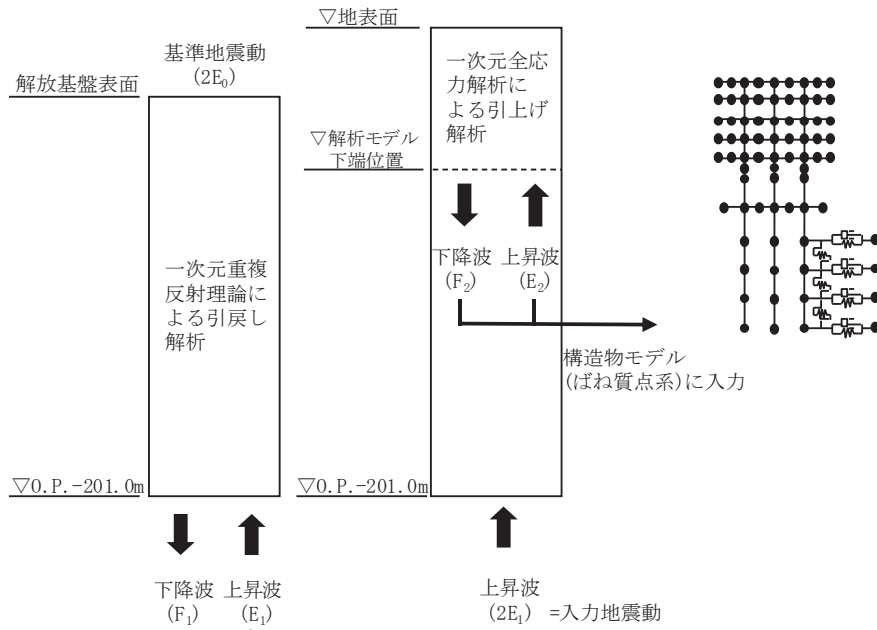 基準地震動
(2E₀)
解放基盤表面
一次元重複
反射理論に
よる引戻し
解析
▽O.P.-201.0m
下降波
(F₁)
上昇波
(E₁)
▽地表面
一次元全応
力解析に
よる引上げ
解析
▽解析モデル
下端位置
下降波
(F₂)
上昇波
(E₂)
構造物モデル
(ばね質点系)に入力
▽O.P.-201.0m
上昇波
(2E₁) =入力地震動